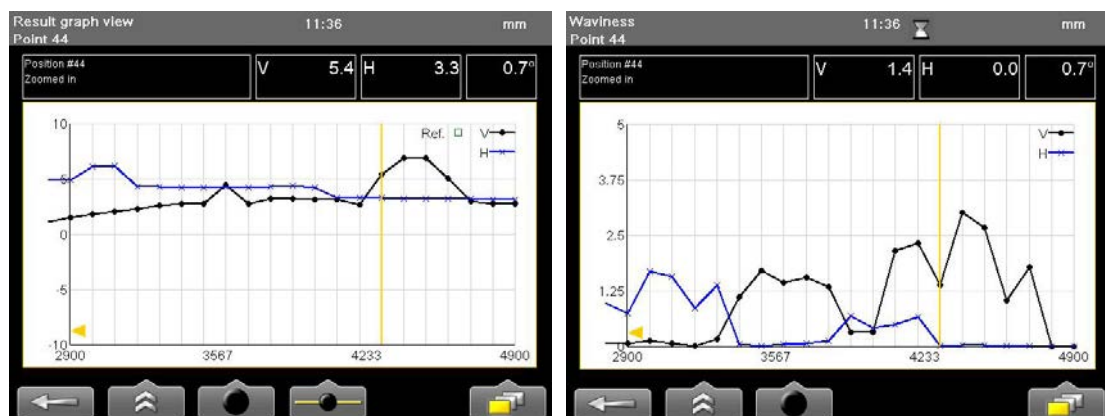 Result graph view 11:36 mm
Point 44
Position #44
Zoomed in
V 5.4 H 3.3 0.7°
10
5
0
-5
-10
Ref. V
H
2900 3567 4233 4900
Waviness 11:36 mm
Point 44
Position #44
Zoomed in
V 1.4 H 0.0 0.7°
5
3.75
2.5
1.25
0
V
H
2900 3567 4233 4900